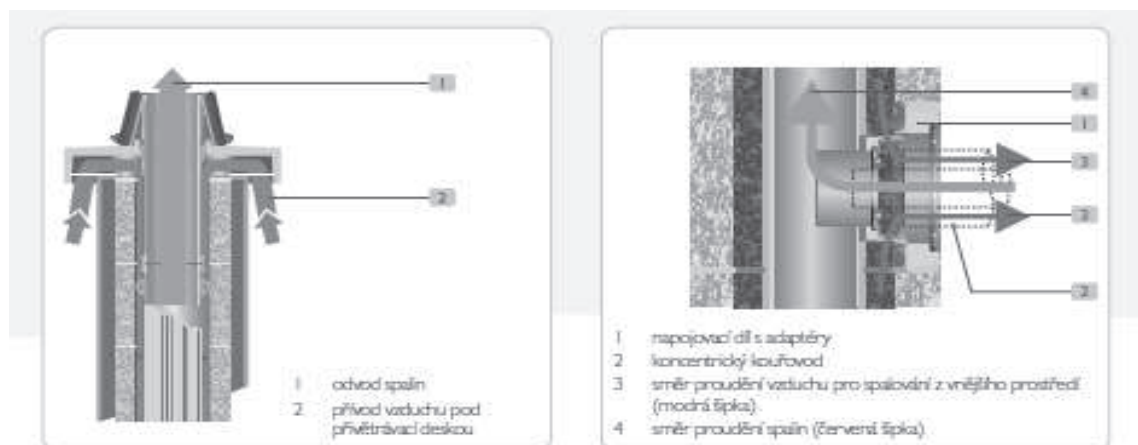 1
2
1 odvod spalin
2 přívod vzduchu pod
přivětrávací deskou
4
1
3
3
2
1 napojovací díl s adaptéry
2 koncentrický kouřovod
3 směr proudění vzduchu pro spalování z vnějšího prostředí
(modrá šipka)
4 směr proudění spalin (červená šipka)